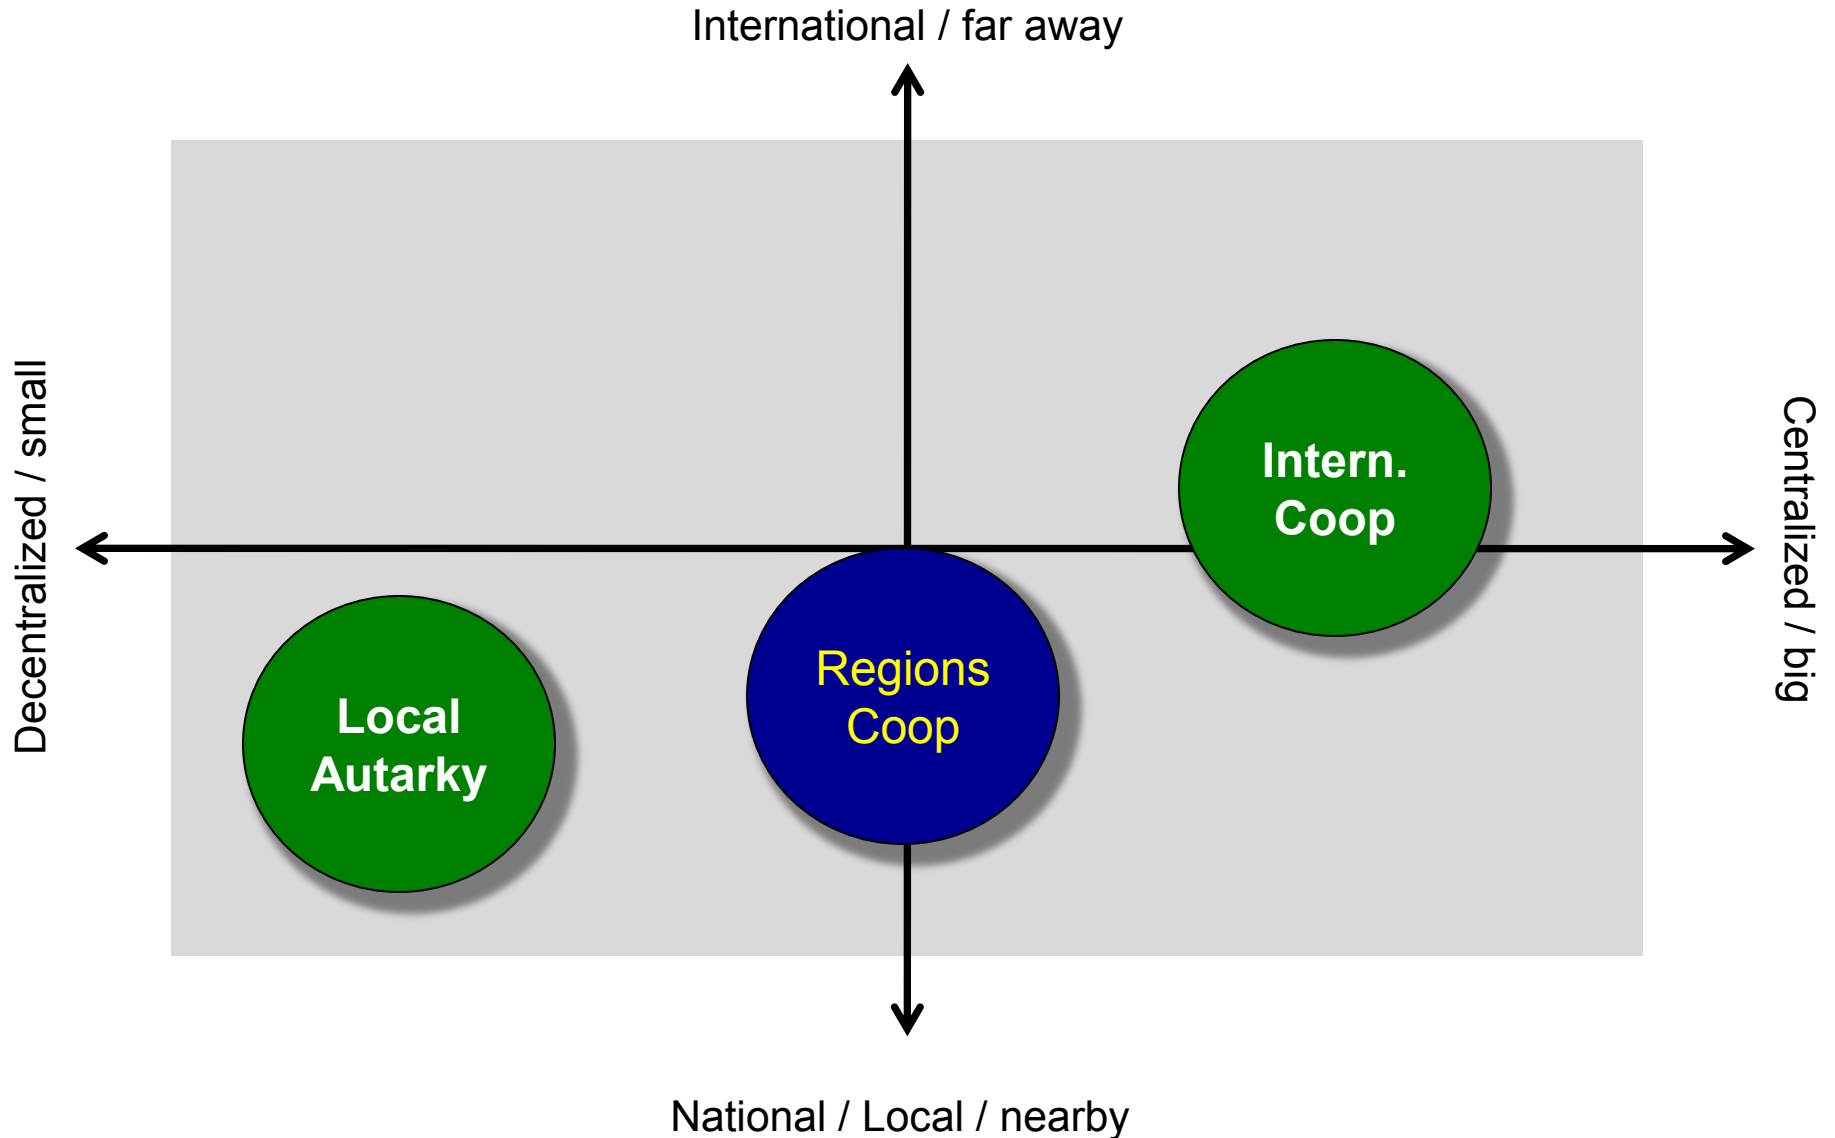 International / far away
Decentralized / small
Centralized / big
Intern.
Coop
Regions
Coop
Local
Autarky
National / Local / nearby